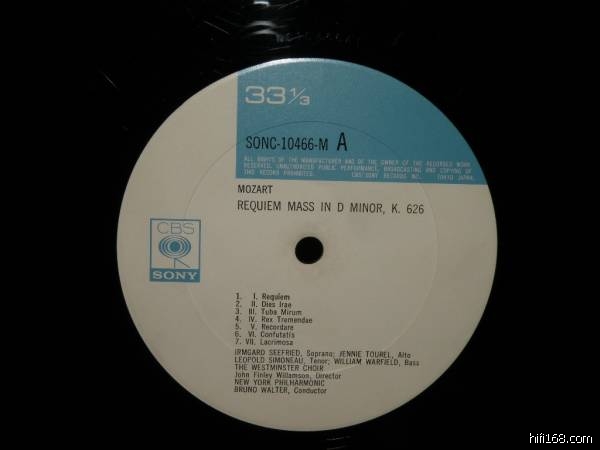 33 1/3
SONC-10466-M A
ALL RIGHTS OF THE MANUFACTURER AND OF THE OWNER OF THE RECORDED WORK
RESERVED. UNAUTHORIZED PUBLIC PERFORMANCE, BROADCASTING AND COPYING OF
THIS RECORD PROHIBITED. CBS/SONY RECORDS INC. TOKYO JAPAN.
MOZART
REQUIEM MASS IN D MINOR, K. 626
CBS
SONY
1. I. Requiem
2. II. Dies Irae
3. III. Tuba Mirum
4. IV. Rex Tremendae
5. V. Recordare
6. VI. Confutatis
7. VII. Lacrimosa
IRMGARD SEEFRIED, Soprano; JENNIE TOUREL, Alto
LEOPOLD SIMONEAU, Tenor; WILLIAM WARFIELD, Bass
THE WESTMINSTER CHOIR
John Finley Willamson, Director
NEW YORK PHILHARMONIC
BRUNO WALTER, Conductor
hifi168.com